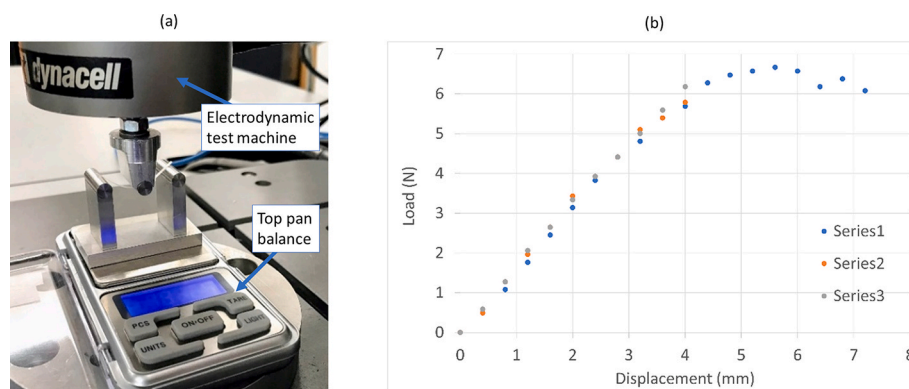 (a)
(b)
dynacell
Electrodynamic
test machine
Top pan
balance
PCS
TARE
ON-OFF
UNITS
LIGHT
7
6
5
4
3
2
1
0
Load (N)
0 1 2 3 4 5 6 7 8
Displacement (mm)
Series1
Series2
Series3